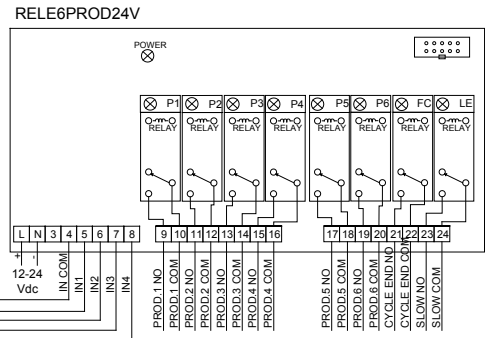 RELE6PROD24V
POWER
P1 P2 P3 P4 P5 P6 FC LE
RELAY RELAY RELAY RELAY RELAY RELAY RELAY RELAY
L N 3 4 5 6 7 8 9 10 11 12 13 14 15 16 17 18 19 20 21 22 23 24
+ -
12-24
Vdc
IN COM
IN1
IN2
IN3
IN4
PROD.1 NO
PROD.1 COM
PROD.2 NO
PROD.2 COM
PROD.3 NO
PROD.3 COM
PROD.4 NO
PROD.4 COM
PROD.5 NO
PROD.5 COM
PROD.6 NO
PROD.6 COM
CYCLE END NO
CYCLE END COM
SLOW NO
SLOW COM